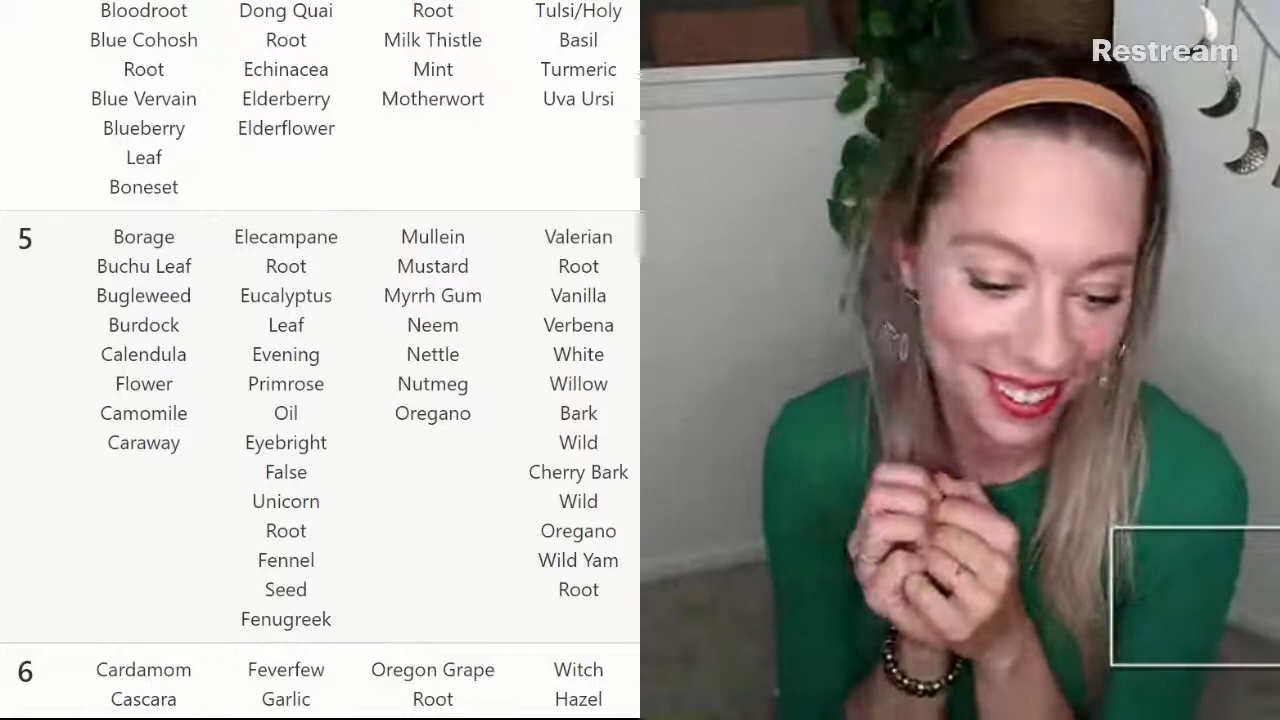 Bloodroot
Blue Cohosh
Root
Blue Vervain
Blueberry
Leaf
Boneset
Dong Quai
Root
Echinacea
Elderberry
Elderflower
Root
Milk Thistle
Mint
Motherwort
Tulsi/Holy
Basil
Turmeric
Uva Ursi
5
Borage
Buchu Leaf
Bugleweed
Burdock
Calendula
Flower
Camomile
Caraway
Elecampane
Root
Eucalyptus
Leaf
Evening
Primrose
Oil
Eyebright
False
Unicorn
Root
Fennel
Seed
Fenugreek
Mullein
Mustard
Myrrh Gum
Neem
Nettle
Nutmeg
Oregano
Valerian
Root
Vanilla
Verbena
White
Willow
Bark
Wild
Cherry Bark
Wild
Oregano
Wild Yam
Root
6
Cardamom
Cascara
Feverfew
Garlic
Oregon Grape
Root
Witch
Hazel
Restream